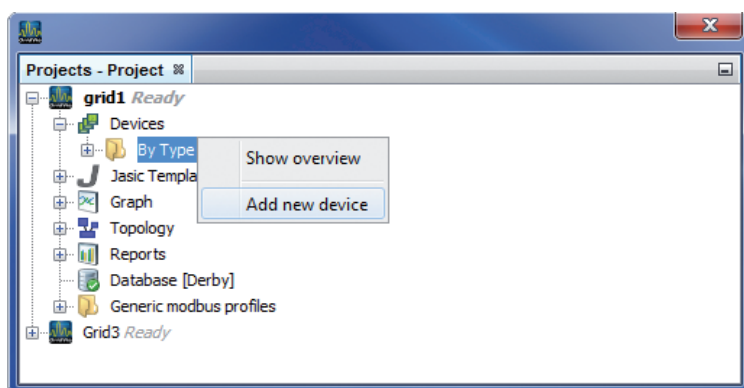 Projects - Project
grid1 Ready
Devices
By Type
Show overview
Jasic Templa
Add new device
Graph
Topology
Reports
Database [Derby]
Generic modbus profiles
Grid3 Ready